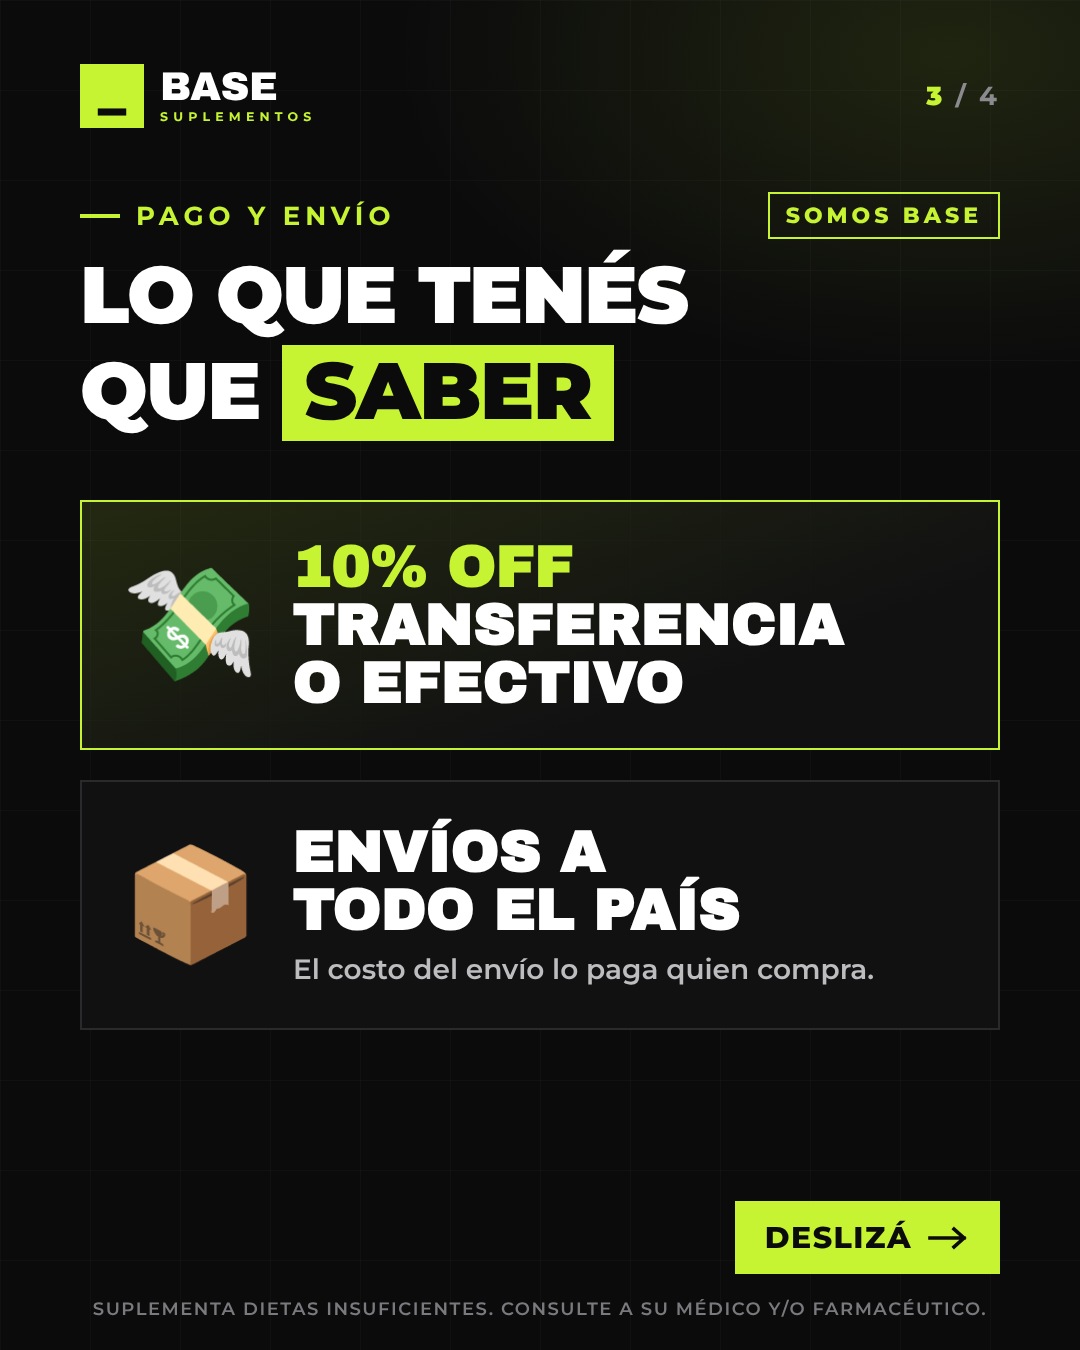 BASE
SUPLEMENTOS
3 / 4
PAGO Y ENVÍO
SOMOS BASE
LO QUE TENÉS
QUE SABER
10% OFF
TRANSFERENCIA
O EFECTIVO
ENVÍOS A
TODO EL PAÍS
El costo del envío lo paga quien compra.
DESLIZÁ →
SUPLEMENTA DIETAS INSUFICIENTES. CONSULTE A SU MÉDICO Y/O FARMACÉUTICO.